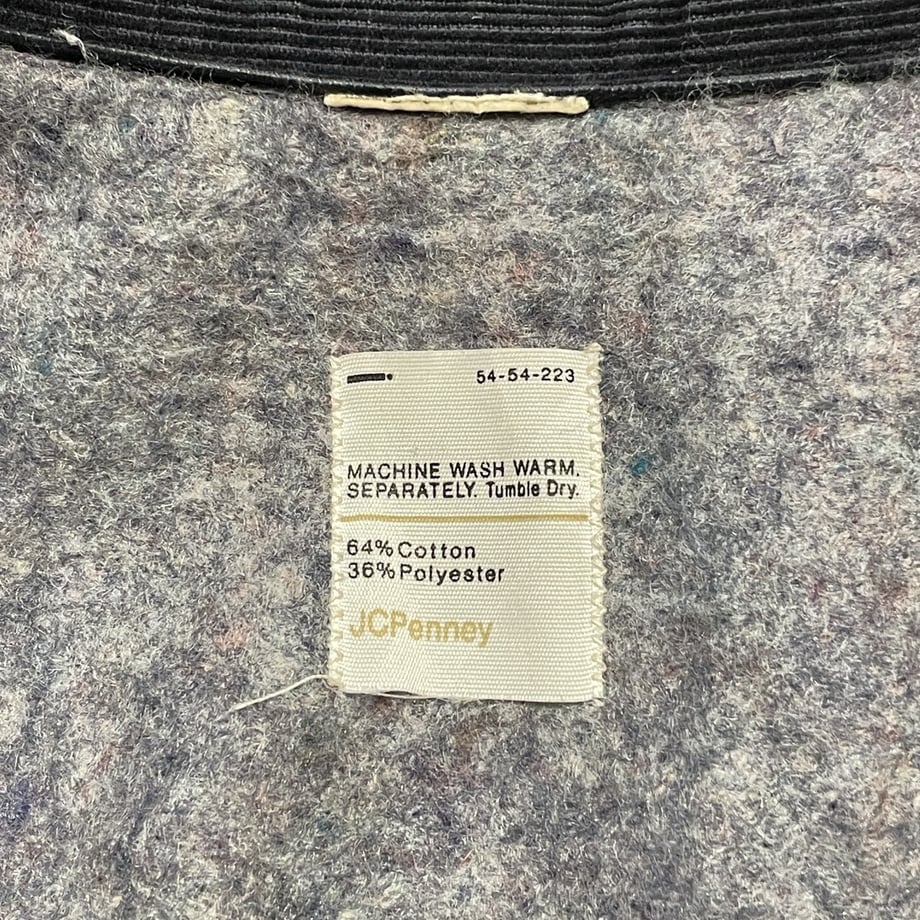 54-54-223
MACHINE WASH WARM.
SEPARATELY. Tumble Dry.
64% Cotton
36% Polyester
JCPenney